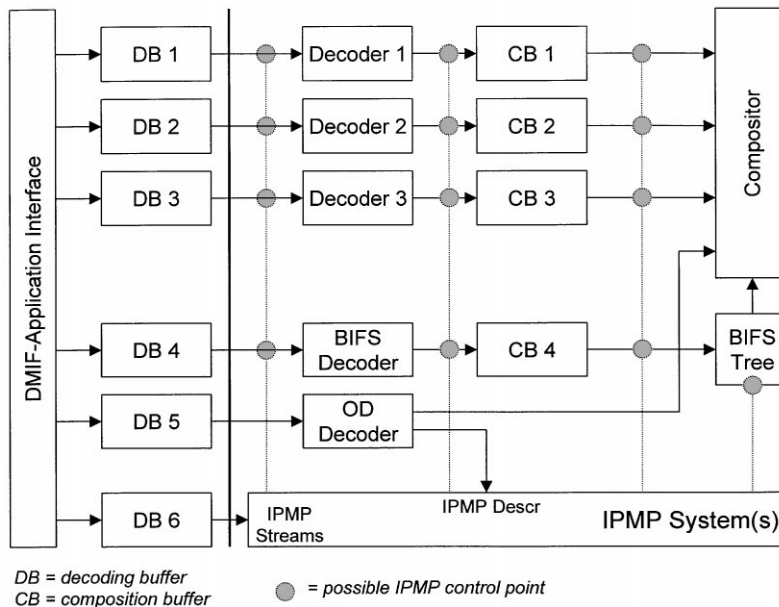 DMIF-Application Interface
DB 1
Decoder 1
CB 1
DB 2
Decoder 2
CB 2
DB 3
Decoder 3
CB 3
Compositor
DB 4
BIFS
Decoder
CB 4
BIFS
Tree
DB 5
OD
Decoder
DB 6
IPMP
Streams
IPMP Descr
IPMP System(s)
DB = decoding buffer
CB = composition buffer
= possible IPMP control point